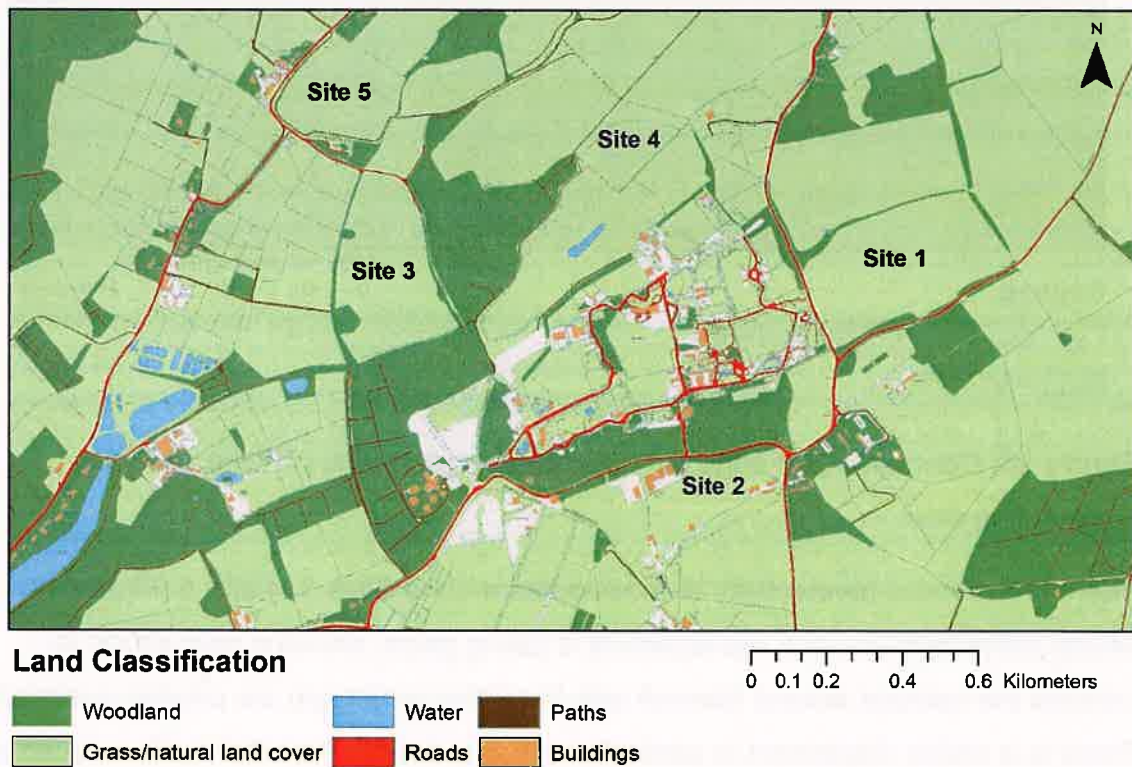 N
Site 5
Site 4
Site 3
Site 1
Site 2
Land Classification
0 0.1 0.2 0.4 0.6 Kilometers
Woodland Water Paths
Grass/natural land cover Roads Buildings